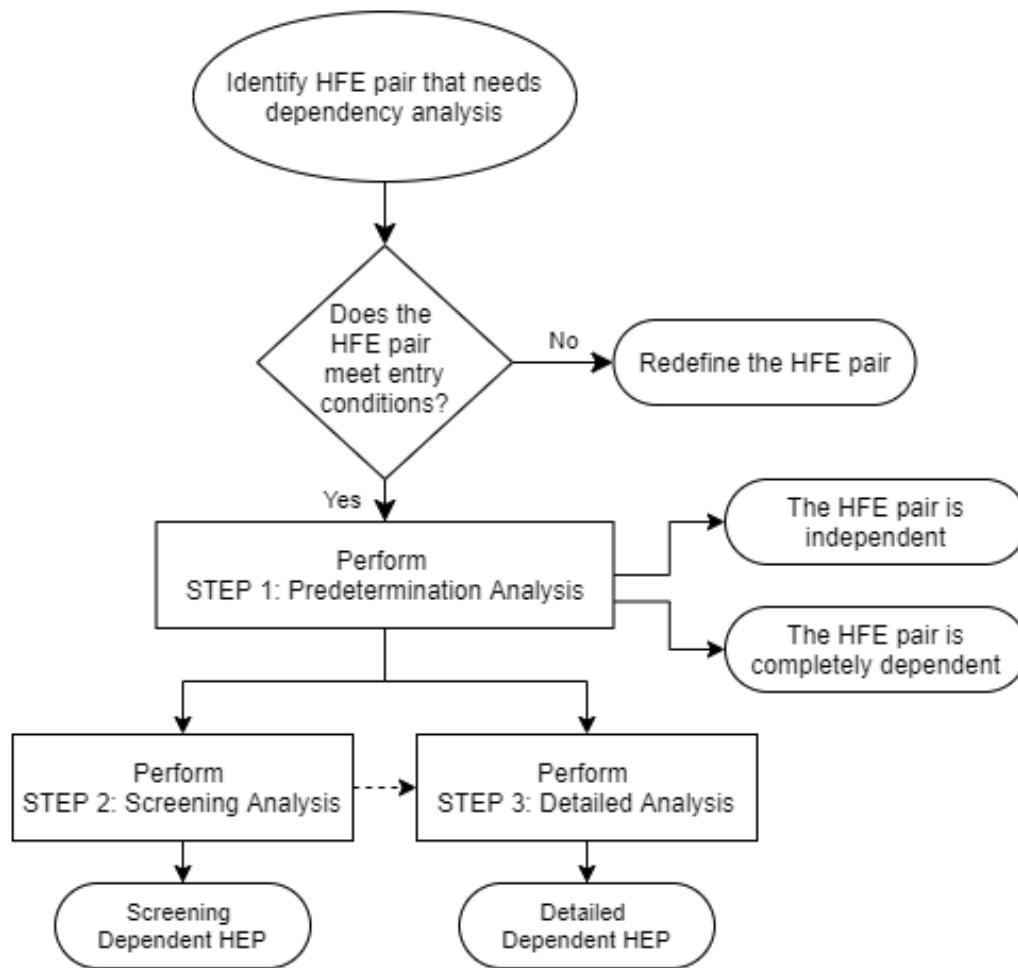 Identify HFE pair that needs
dependency analysis
Does the
HFE pair
meet entry
conditions?
No
Redefine the HFE pair
Yes
Perform
STEP 1: Predetermination Analysis
The HFE pair is
independent
The HFE pair is
completely dependent
Perform
STEP 2: Screening Analysis
Perform
STEP 3: Detailed Analysis
Screening
Dependent HEP
Detailed
Dependent HEP